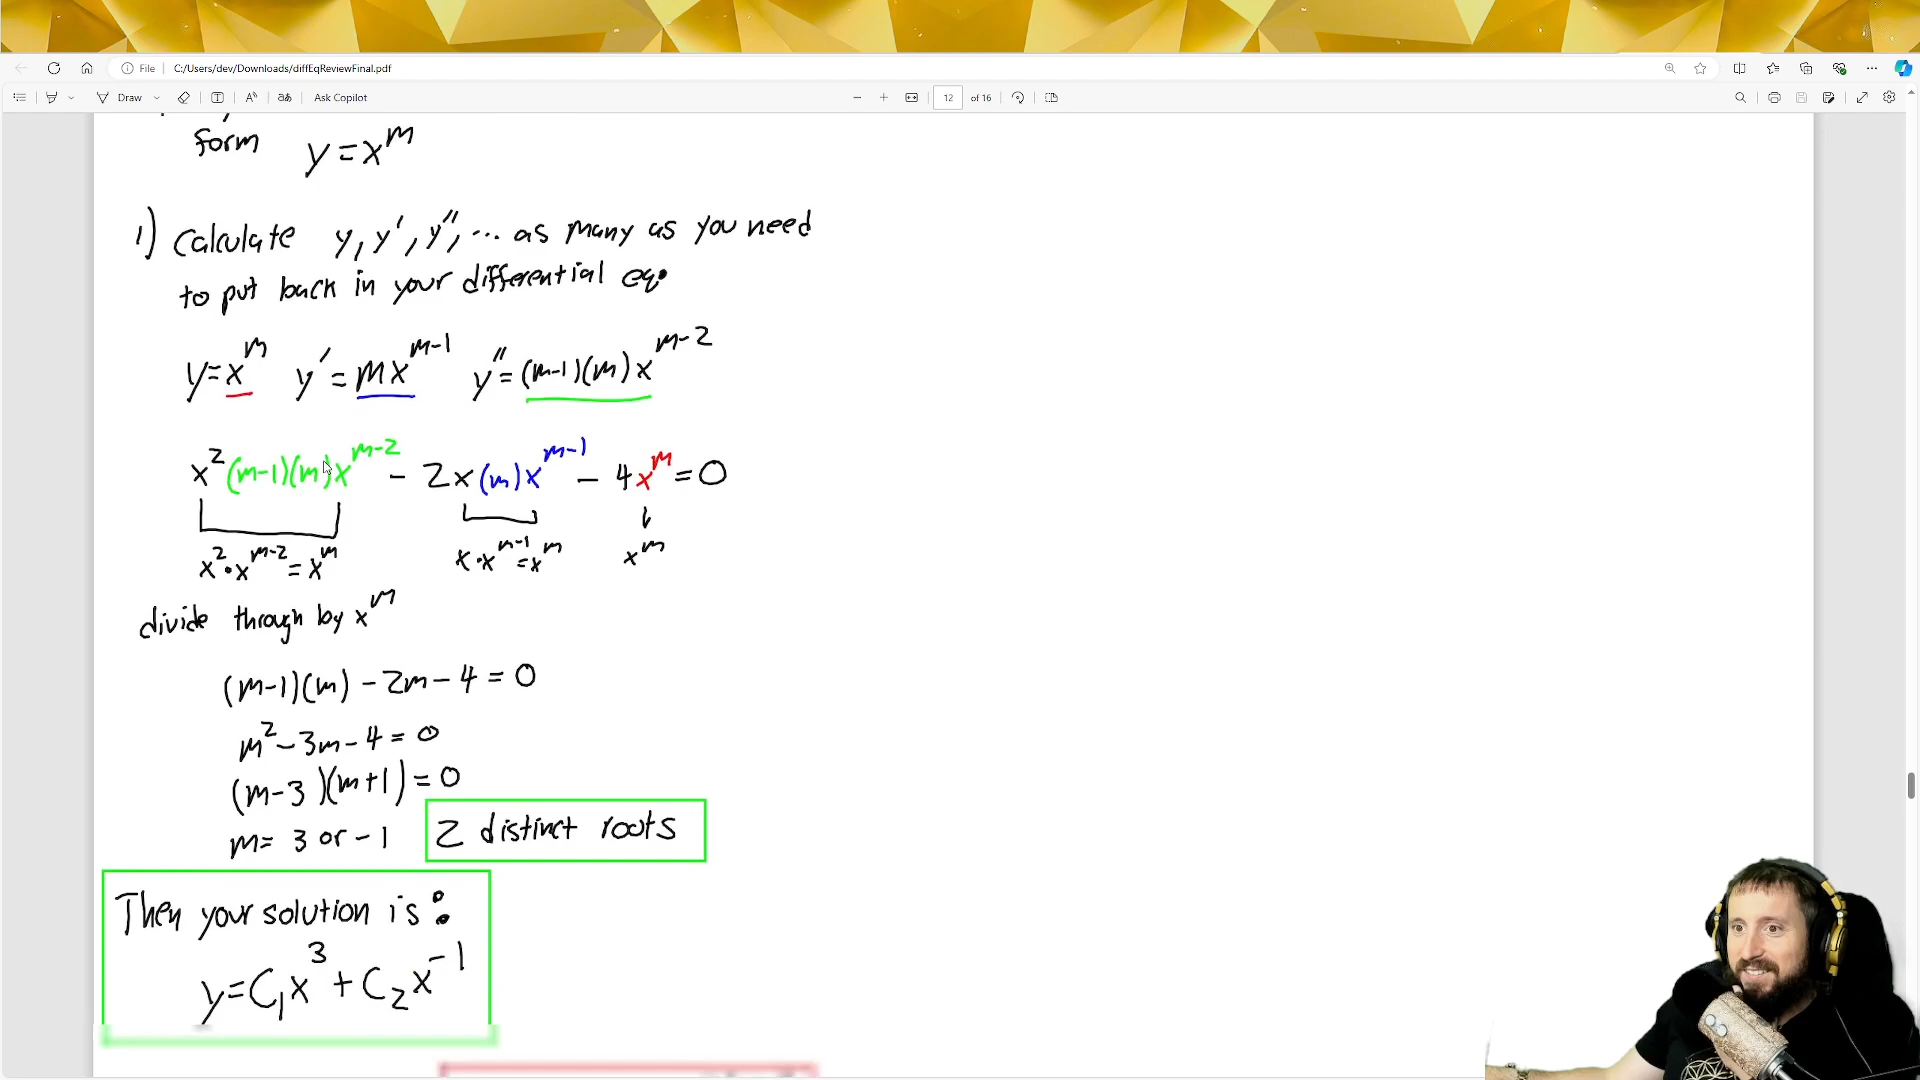 File C:/Users/dev/Downloads/diffEqReviewFinal.pdf
Draw Ask Copilot 12 of 16
form y = x^m
1) Calculate y, y', y'', ... as many as you need
to put back in your differential eq.
y = x^m y' = mx^{m-1} y'' = (m-1)(m)x^{m-2}
x^2(m-1)(m)x^{m-2} - 2x(m)x^{m-1} - 4x^m = 0
x^2·x^{m-2} = x^m x·x^{m-1} = x^m x^m
divide through by x^m
(m-1)(m) - 2m - 4 = 0
m^2 - 3m - 4 = 0
(m-3)(m+1) = 0
m = 3 or -1 2 distinct roots
Then your solution is:
y = C_1x^3 + C_2x^{-1}